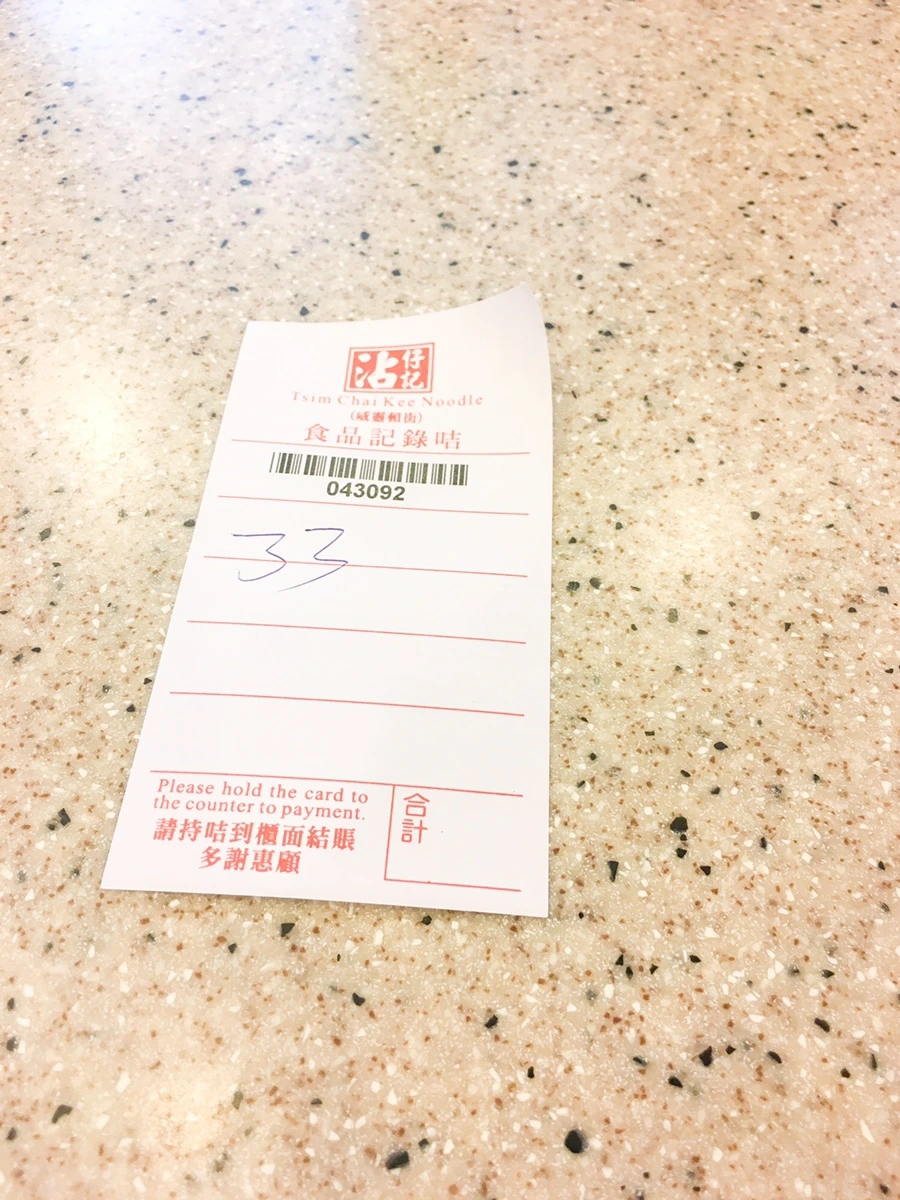 沾仔記
Tsim Chai Kee Noodle
(威靈頓街)
食品記錄咭
043092
33
Please hold the card to
the counter to payment.
請持咭到櫃面結賬
多謝惠顧
合計